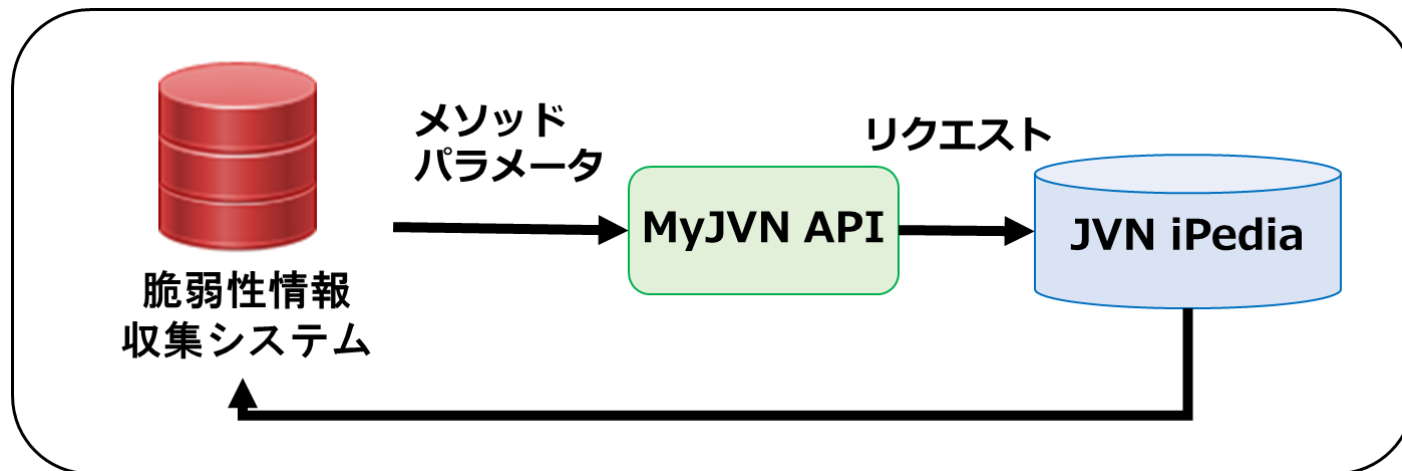 メソッド
パラメータ
リクエスト
MyJVN API
JVN iPedia
脆弱性情報
収集システム